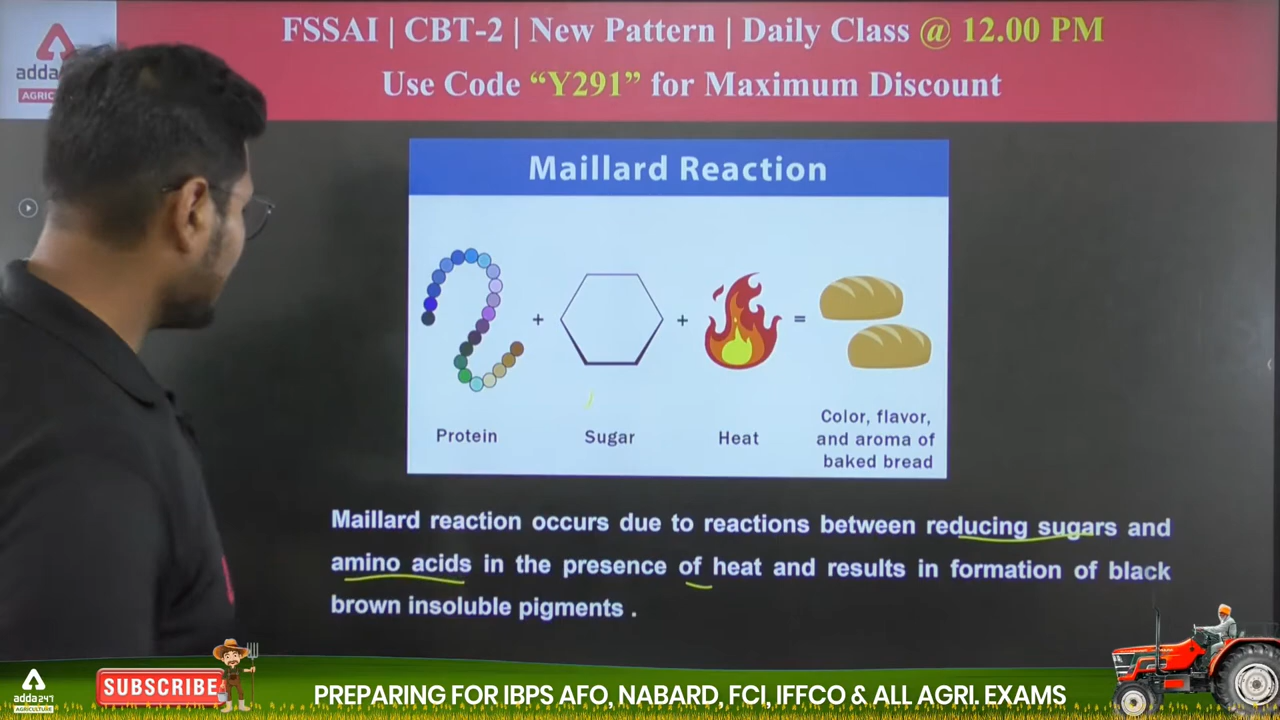 FSSAI | CBT-2 | New Pattern | Daily Class @ 12.00 PM
Use Code “Y291” for Maximum Discount
adda
AGRIC
Maillard Reaction
+
+
=
Protein
Sugar
Heat
Color, flavor,
and aroma of
baked bread
Maillard reaction occurs due to reactions between reducing sugars and
amino acids in the presence of heat and results in formation of black
brown insoluble pigments .
adda247
AGRICULTURE
SUBSCRIBE
PREPARING FOR IBPS AFO, NABARD, FCI, IFFCO & ALL AGRI. EXAMS